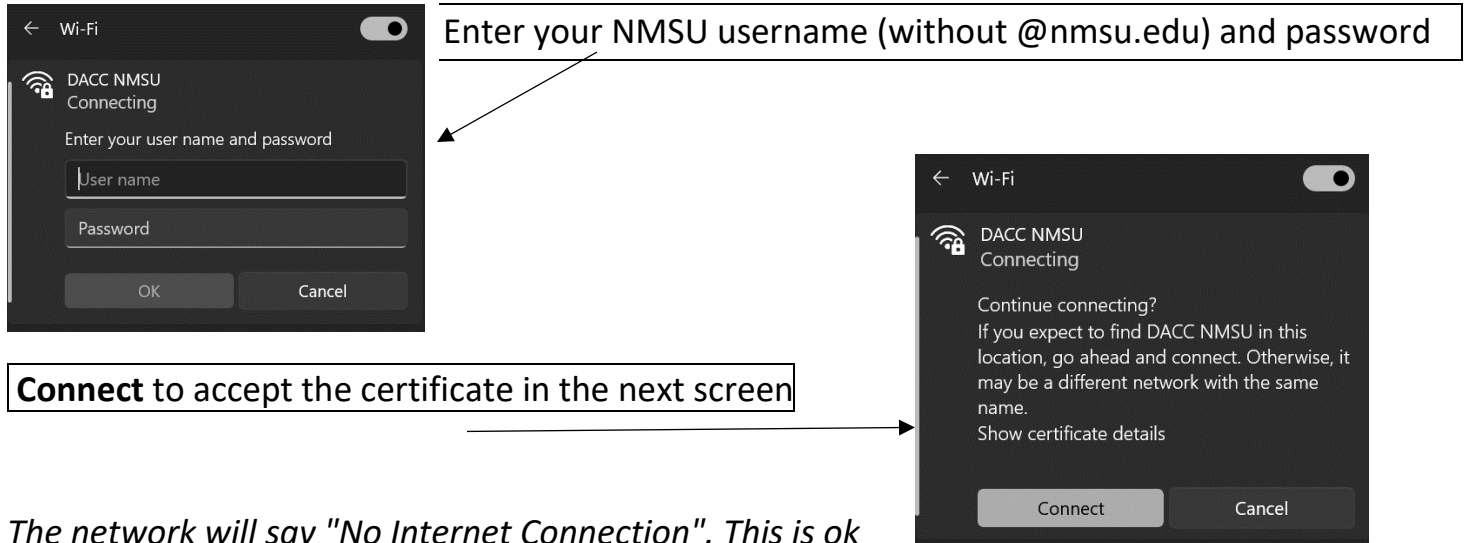 Wi-Fi
DACC NMSU
Connecting
Enter your user name and password
User name
Password
OK Cancel
Enter your NMSU username (without @nmsu.edu) and password
Connect to accept the certificate in the next screen
Wi-Fi
DACC NMSU
Connecting
Continue connecting?
If you expect to find DACC NMSU in this
location, go ahead and connect. Otherwise, it
may be a different network with the same
name.
Show certificate details
Connect Cancel
The network will say "No Internet Connection". This is ok